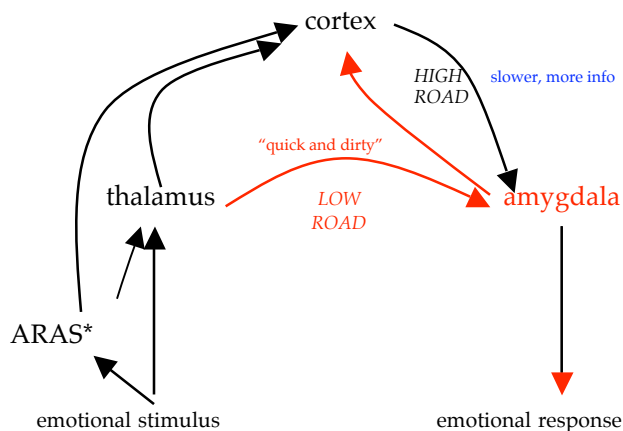 cortex
HIGH
ROAD
slower, more info
“quick and dirty”
thalamus
LOW
ROAD
amygdala
ARAS*
emotional stimulus
emotional response